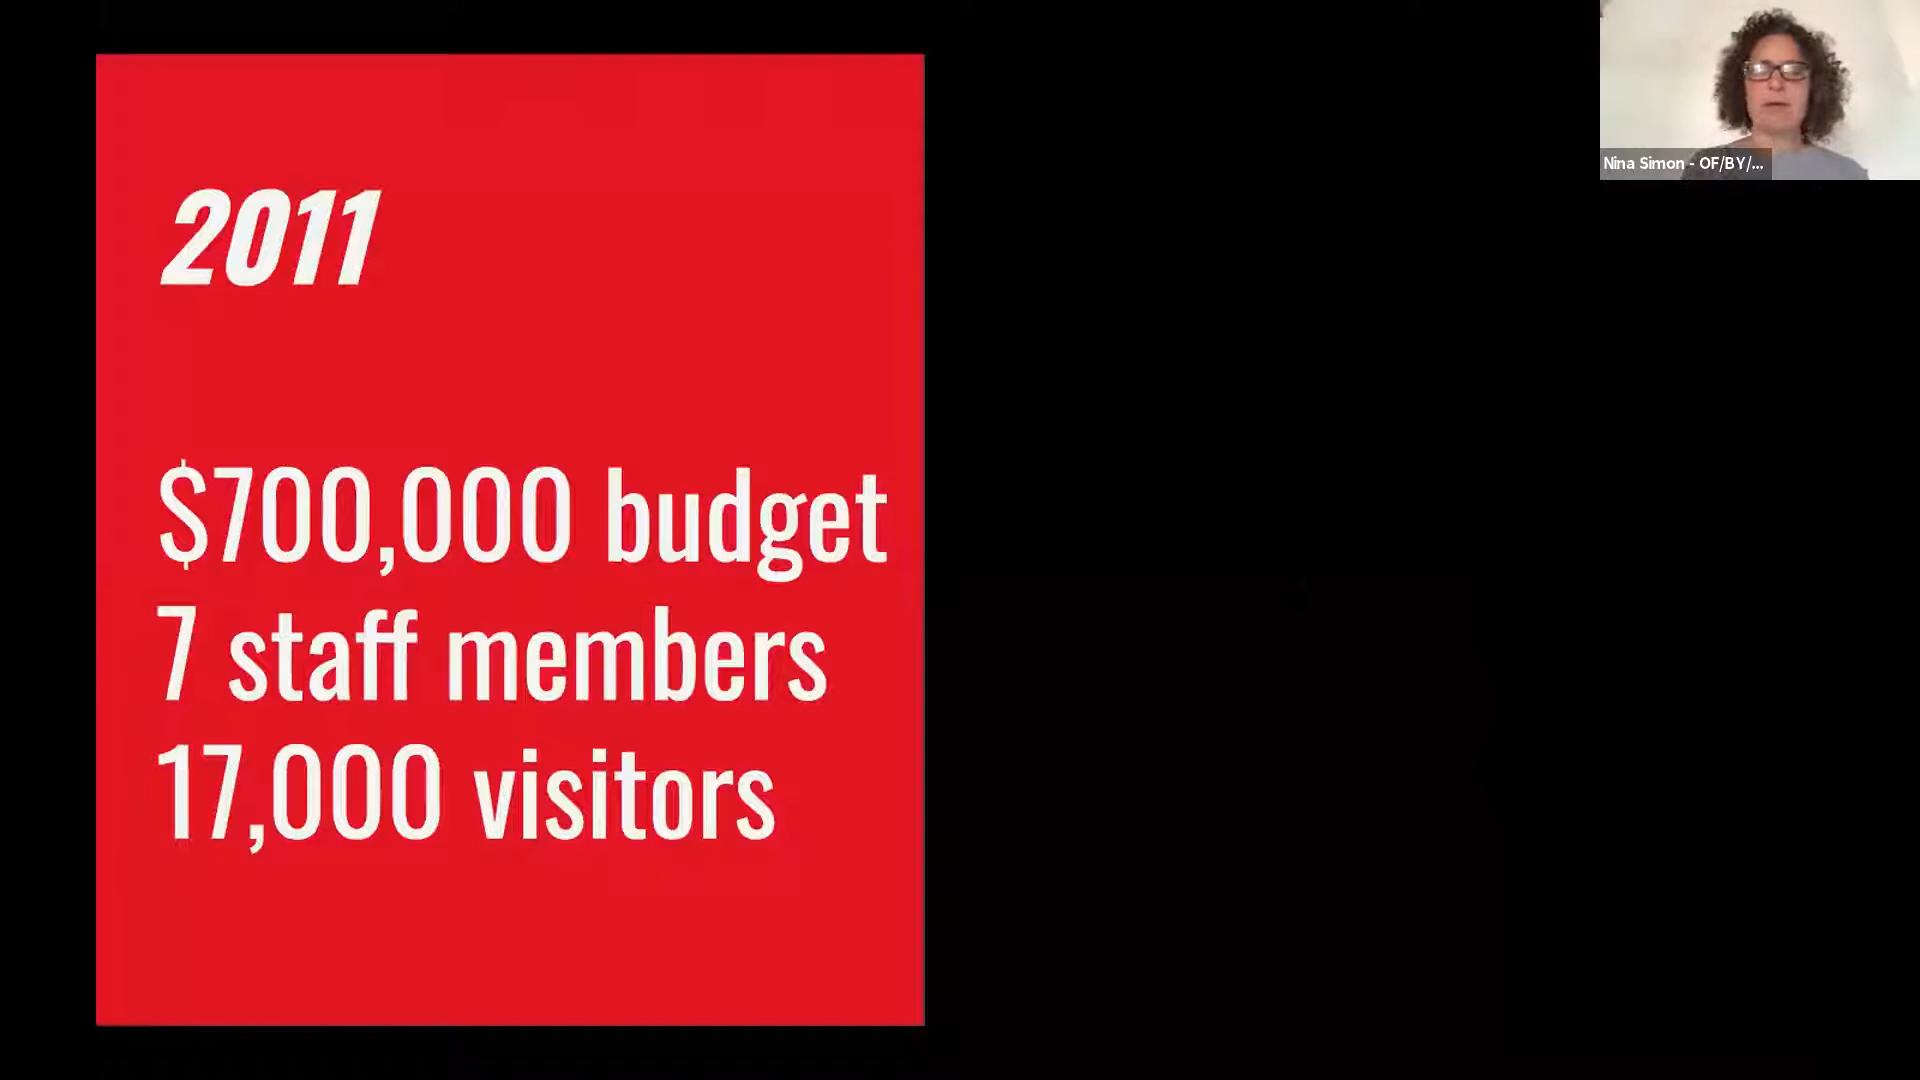 2011
$700,000 budget
7 staff members
17,000 visitors
Nina Simon - OF/BY/...